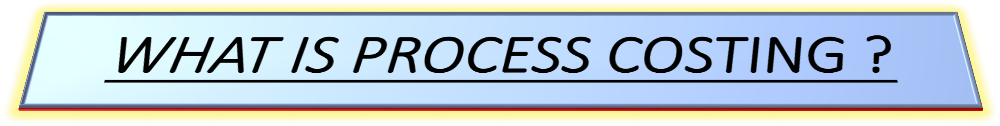 WHAT IS PROCESS COSTING ?